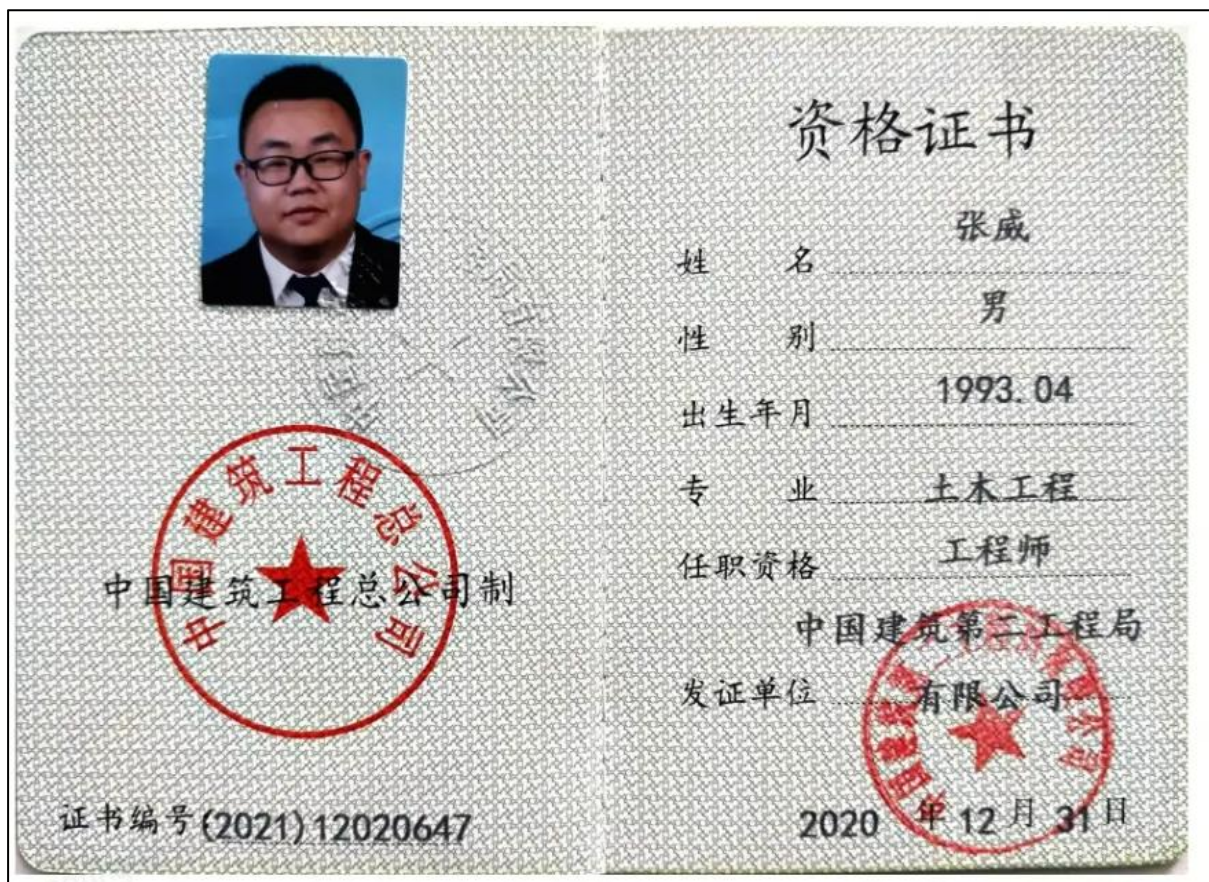 中国建筑工程总公司
中国建筑工程总公司制
证书编号(2021)12020647
资格证书
姓 名 张威
性 别 男
出生年月 1993.04
专 业 土木工程
任职资格 工程师
中国建筑第二工程局
发证单位 有限公司
2020 年 12 月 31 日